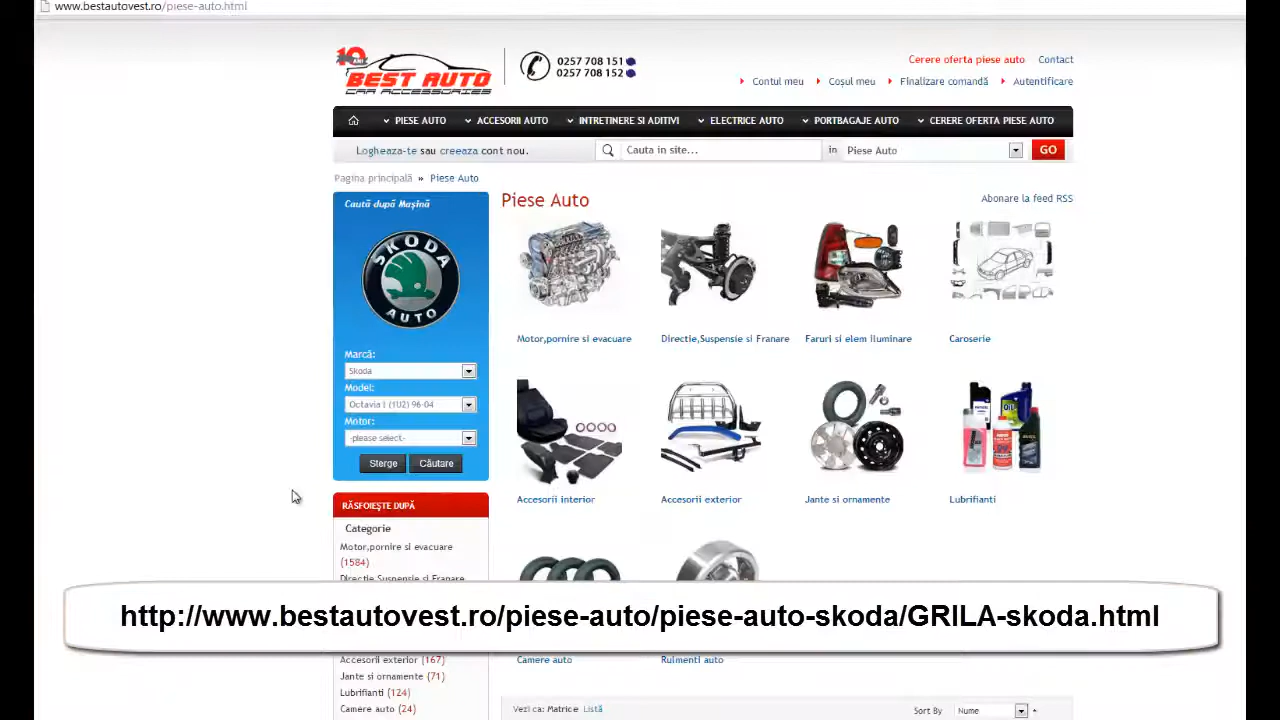 www.bestautovest.ro/piese-auto.html
10 ANI
BEST AUTO
CAR ACCESSORIES
0257 708 151
0257 708 152
Cerere oferta piese auto Contact
Contul meu Coșul meu Finalizare comandă Autentificare
PIESE AUTO ACCESORII AUTO INTRETINERE SI ADITIVI ELECTRICE AUTO PORTBAGAJE AUTO CERERE OFERTA PIESE AUTO
Logheaza-te sau creeaza cont nou.
Cauta in site... in Piese Auto GO
Pagina principală » Piese Auto
Caută după Mașină
SKODA
AUTO
Marcă:
Skoda
Model:
Octavia I (1U2) 96-04
Motor:
-please select-
Sterge Căutare
Piese Auto
Abonare la feed RSS
Motor,pornire si evacuare Directie,Suspensie si Franare Faruri si elem iluminare Caroserie
Accesorii interior Accesorii exterior Jante si ornamente Lubrifianti
RĂSFOIEŞTE DUPĂ
Categorie
Motor,pornire si evacuare
(1584)
Directie,Suspensie si Franare
http://www.bestautovest.ro/piese-auto/piese-auto-skoda/GRILA-skoda.html
Accesorii exterior (167)
Jante si ornamente (71)
Lubrifianti (124)
Camere auto (24)
Camere auto Rulmenti auto
Vezi ca: Matrice Listă
Sort By Nume